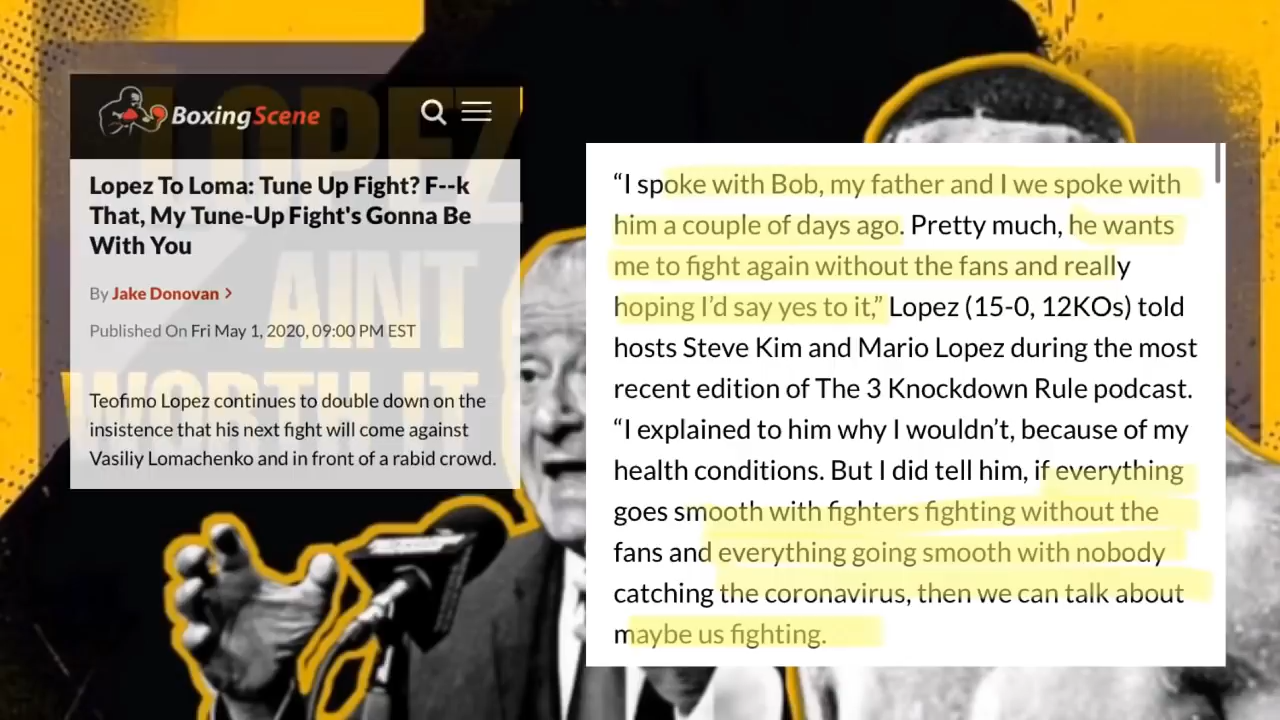 BoxingScene
Lopez To Loma: Tune Up Fight? F--k
That, My Tune-Up Fight's Gonna Be
With You
By Jake Donovan >
Published On Fri May 1, 2020, 09:00 PM EST
Teofimo Lopez continues to double down on the
insistence that his next fight will come against
Vasiliy Lomachenko and in front of a rabid crowd.
LOPEZ
AINT
WORTH IT
“I spoke with Bob, my father and I we spoke with
him a couple of days ago. Pretty much, he wants
me to fight again without the fans and really
hoping I’d say yes to it,” Lopez (15-0, 12KOs) told
hosts Steve Kim and Mario Lopez during the most
recent edition of The 3 Knockdown Rule podcast.
“I explained to him why I wouldn’t, because of my
health conditions. But I did tell him, if everything
goes smooth with fighters fighting without the
fans and everything going smooth with nobody
catching the coronavirus, then we can talk about
maybe us fighting.